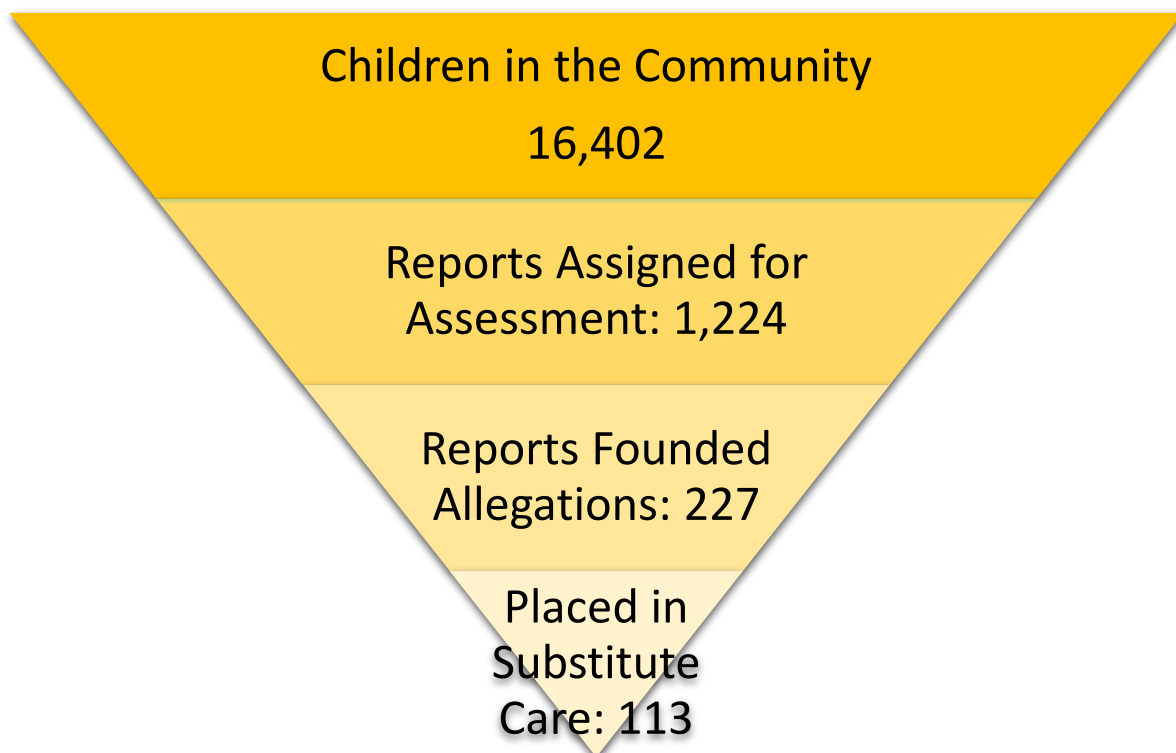 Children in the Community
16,402
Reports Assigned for
Assessment: 1,224
Reports Founded
Allegations: 227
Placed in
Substitute
Care: 113